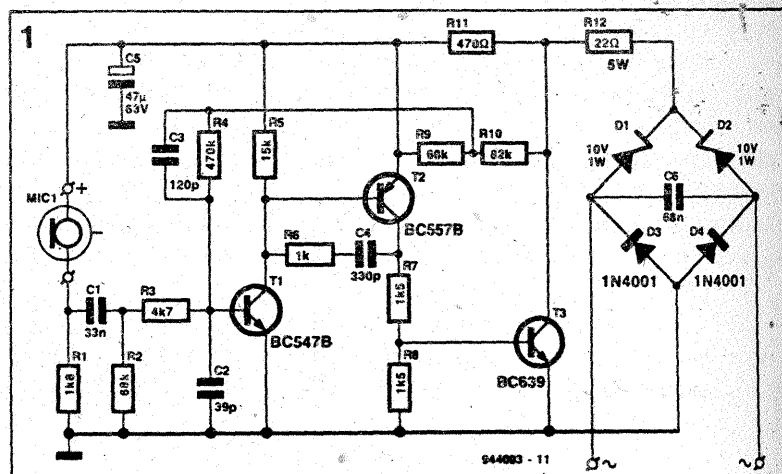 1
C5
47µ
63V
R4
470k
R5
15k
R11
470Ω
R12
22Ω
5W
C3
120p
R9
68k
R10
82k
D1
10V
1W
D2
10V
1W
T2
BC557B
C6
68n
MIC1
+
-
R6
1k
C4
330p
D3
1N4001
D4
1N4001
C1
33n
R3
4k7
T1
BC547B
R7
1k5
T3
BC639
R1
1k8
R2
68k
C2
39p
R8
1k5
944093 - 11
~
~